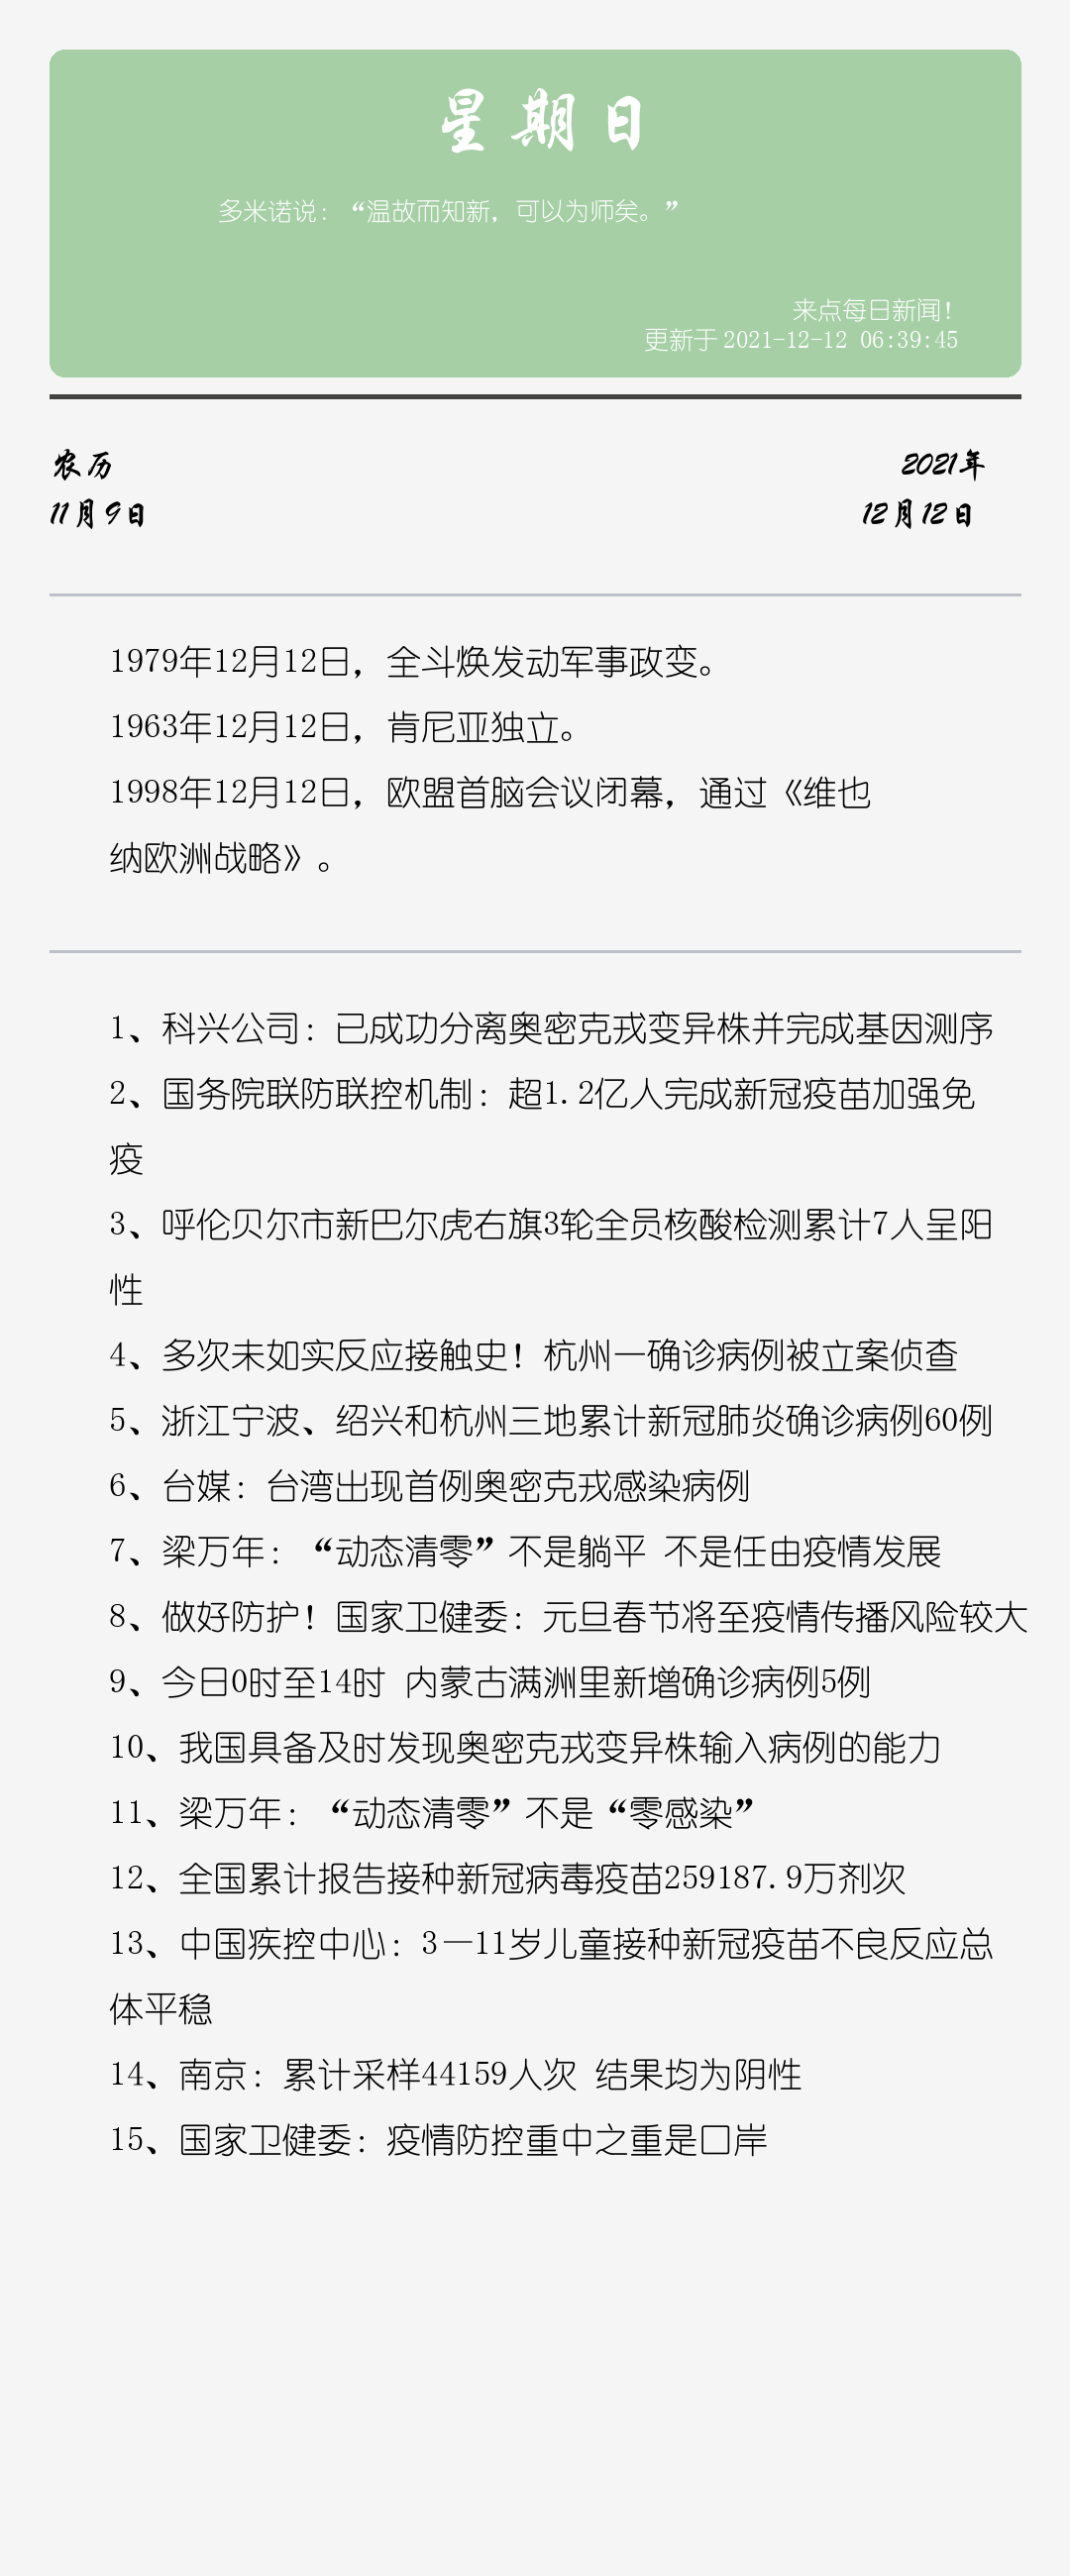 星期日
多米诺说：“温故而知新，可以为师矣。”
来点每日新闻！
更新于 2021-12-12 06:39:45
农历
2021年
11月9日
12月12日
1979年12月12日，全斗焕发动军事政变。
1963年12月12日，肯尼亚独立。
1998年12月12日，欧盟首脑会议闭幕，通过《维也
纳欧洲战略》。
1、科兴公司：已成功分离奥密克戎变异株并完成基因测序
2、国务院联防联控机制：超1.2亿人完成新冠疫苗加强免
疫
3、呼伦贝尔市新巴尔虎右旗3轮全员核酸检测累计7人呈阳
性
4、多次未如实反应接触史！杭州一确诊病例被立案侦查
5、浙江宁波、绍兴和杭州三地累计新冠肺炎确诊病例60例
6、台媒：台湾出现首例奥密克戎感染病例
7、梁万年：“动态清零”不是躺平 不是任由疫情发展
8、做好防护！国家卫健委：元旦春节将至疫情传播风险较大
9、今日0时至14时 内蒙古满洲里新增确诊病例5例
10、我国具备及时发现奥密克戎变异株输入病例的能力
11、梁万年：“动态清零”不是“零感染”
12、全国累计报告接种新冠病毒疫苗259187.9万剂次
13、中国疾控中心：3—11岁儿童接种新冠疫苗不良反应总
体平稳
14、南京：累计采样44159人次 结果均为阴性
15、国家卫健委：疫情防控重中之重是口岸